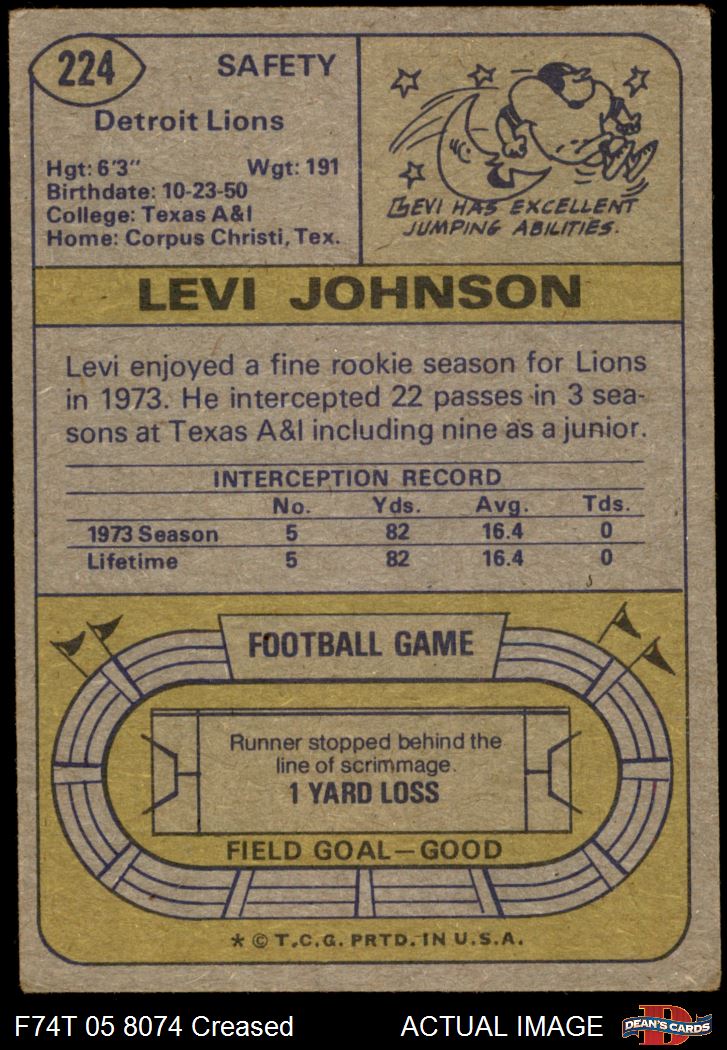 224
SAFETY
Detroit Lions
Hgt: 6'3" Wgt: 191
Birthdate: 10-23-50
College: Texas A&I
Home: Corpus Christi, Tex.
LEVI HAS EXCELLENT
JUMPING ABILITIES.
LEVI JOHNSON
Levi enjoyed a fine rookie season for Lions
in 1973. He intercepted 22 passes in 3 sea-
sons at Texas A&I including nine as a junior.
INTERCEPTION RECORD
No. Yds. Avg. Tds.
1973 Season 5 82 16.4 0
Lifetime 5 82 16.4 0
FOOTBALL GAME
Runner stopped behind the
line of scrimmage.
1 YARD LOSS
FIELD GOAL—GOOD
* © T.C.G. PRTD. IN U.S.A.
F74T 05 8074 Creased ACTUAL IMAGE
D
DEAN'S CARDS